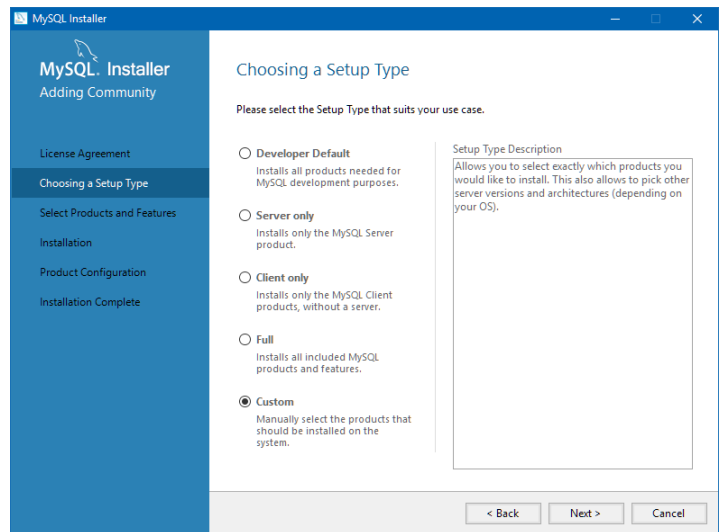 MySQL Installer
MySQL. Installer
Adding Community
License Agreement
Choosing a Setup Type
Select Products and Features
Installation
Product Configuration
Installation Complete
Choosing a Setup Type
Please select the Setup Type that suits your use case.
Developer Default
Installs all products needed for
MySQL development purposes.
Server only
Installs only the MySQL Server
product.
Client only
Installs only the MySQL Client
products, without a server.
Full
Installs all included MySQL
products and features.
Custom
Manually select the products that
should be installed on the
system.
Setup Type Description
Allows you to select exactly which products you
would like to install. This also allows to pick other
server versions and architectures (depending on
your OS).
< Back
Next >
Cancel